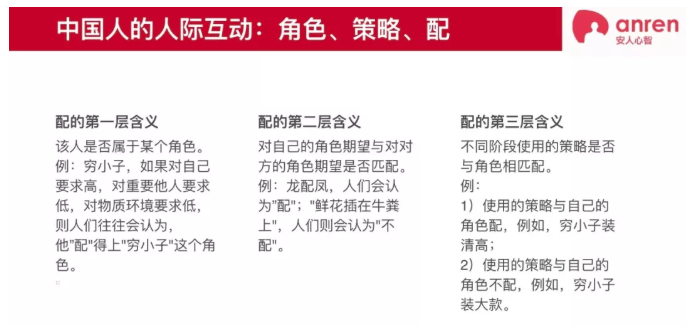 中国人的人际互动：角色、策略、配
anren
安人心智
配的第一层含义
该人是否属于某个角色。
例：穷小子，如果对自己
要求高，对重要他人要求
低，对物质环境要求低，
则人们往往会认为，
他"配"得上"穷小子"这个角
色。
配的第二层含义
对自己的角色期望与对对
方的角色期望是否匹配。
例：龙配凤，人们会认
为"配"；"鲜花插在牛粪
上"，人们则会认为"不
配"。
配的第三层含义
不同阶段使用的策略是否
与角色相匹配。
例：
1）使用的策略与自己的
角色配，例如，穷小子装
清高；
2）使用的策略与自己的
角色不配，例如，穷小子
装大款。